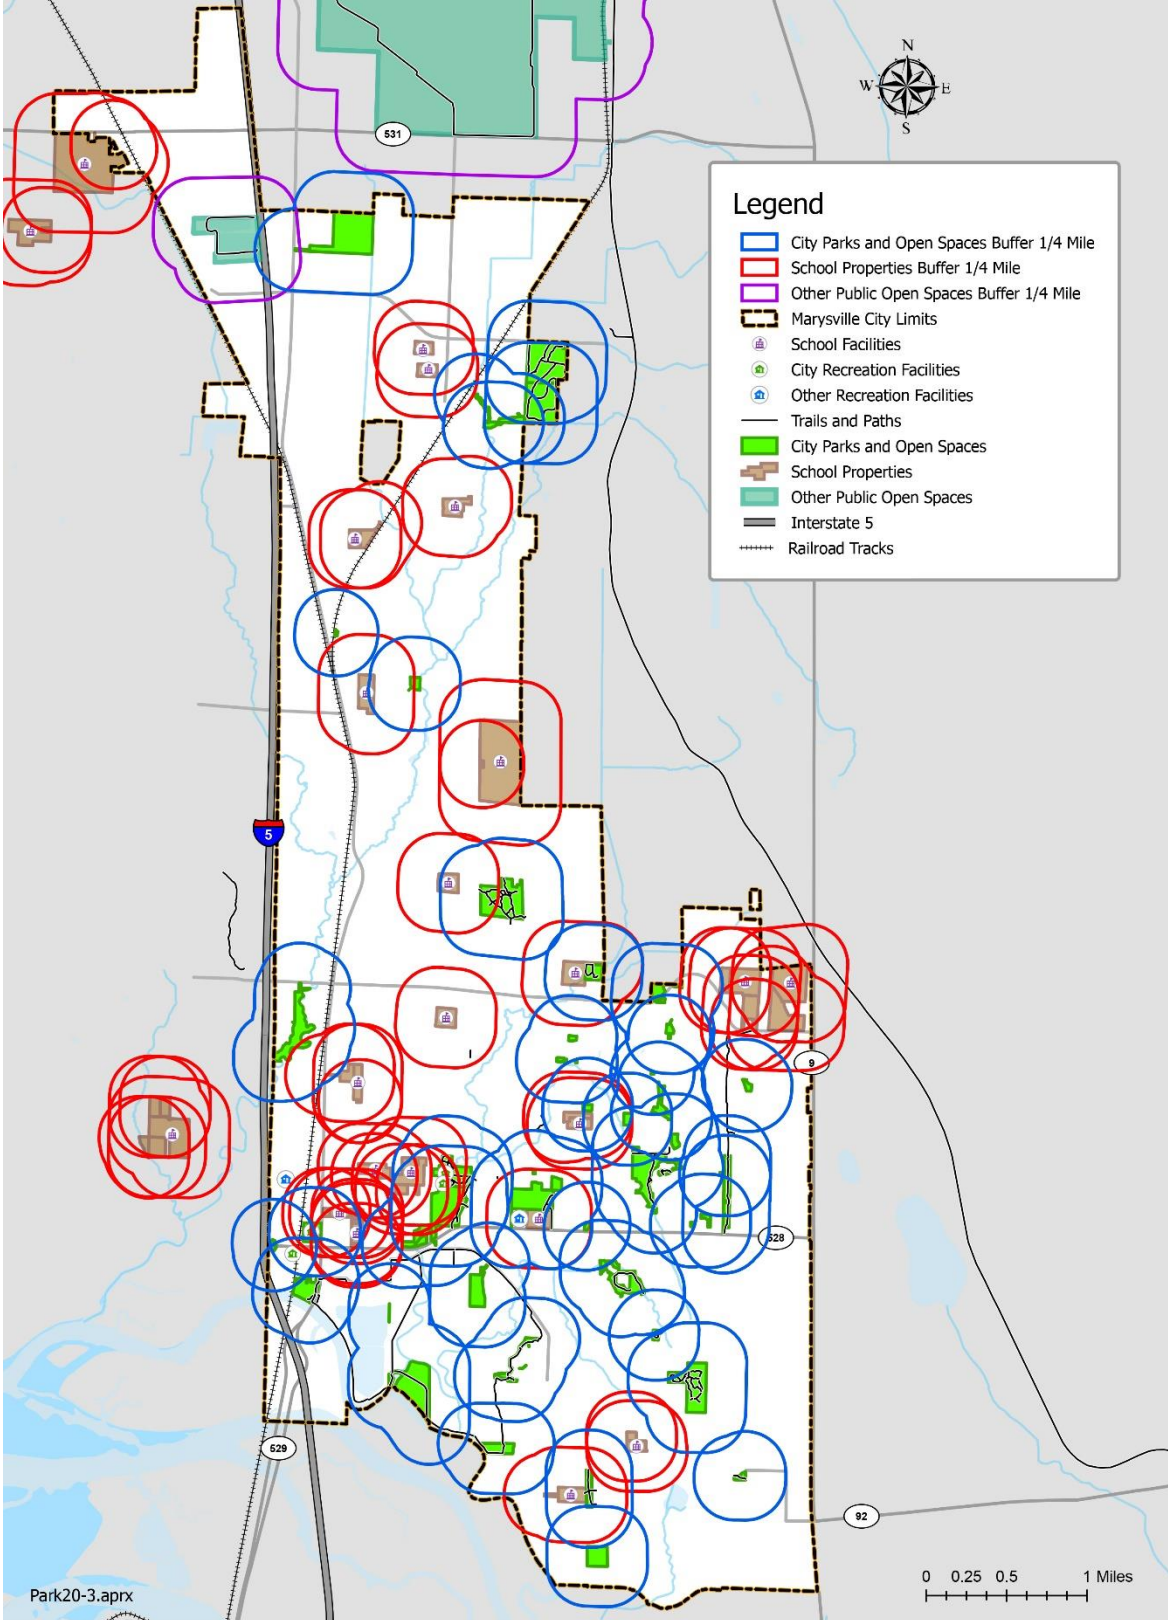 N
W E
S
531
Legend
City Parks and Open Spaces Buffer 1/4 Mile
School Properties Buffer 1/4 Mile
Other Public Open Spaces Buffer 1/4 Mile
Marysville City Limits
School Facilities
City Recreation Facilities
Other Recreation Facilities
Trails and Paths
City Parks and Open Spaces
School Properties
Other Public Open Spaces
Interstate 5
Railroad Tracks
5
9
528
529
92
0 0.25 0.5 1 Miles
Park20-3.aprx